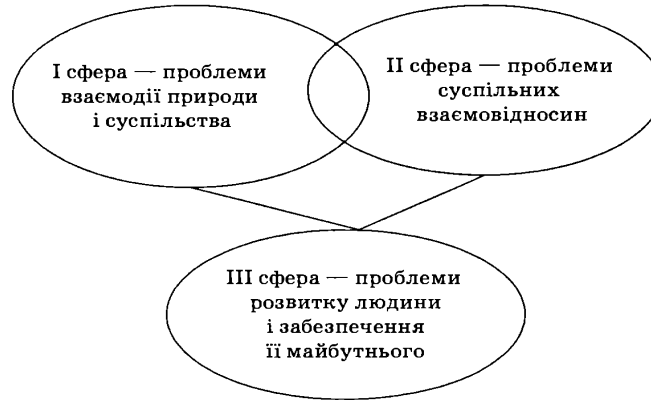 І сфера — проблеми
взаємодії природи
і суспільства
ІІ сфера — проблеми
суспільних
взаємовідносин
ІІІ сфера — проблеми
розвитку людини
і забезпечення
її майбутнього